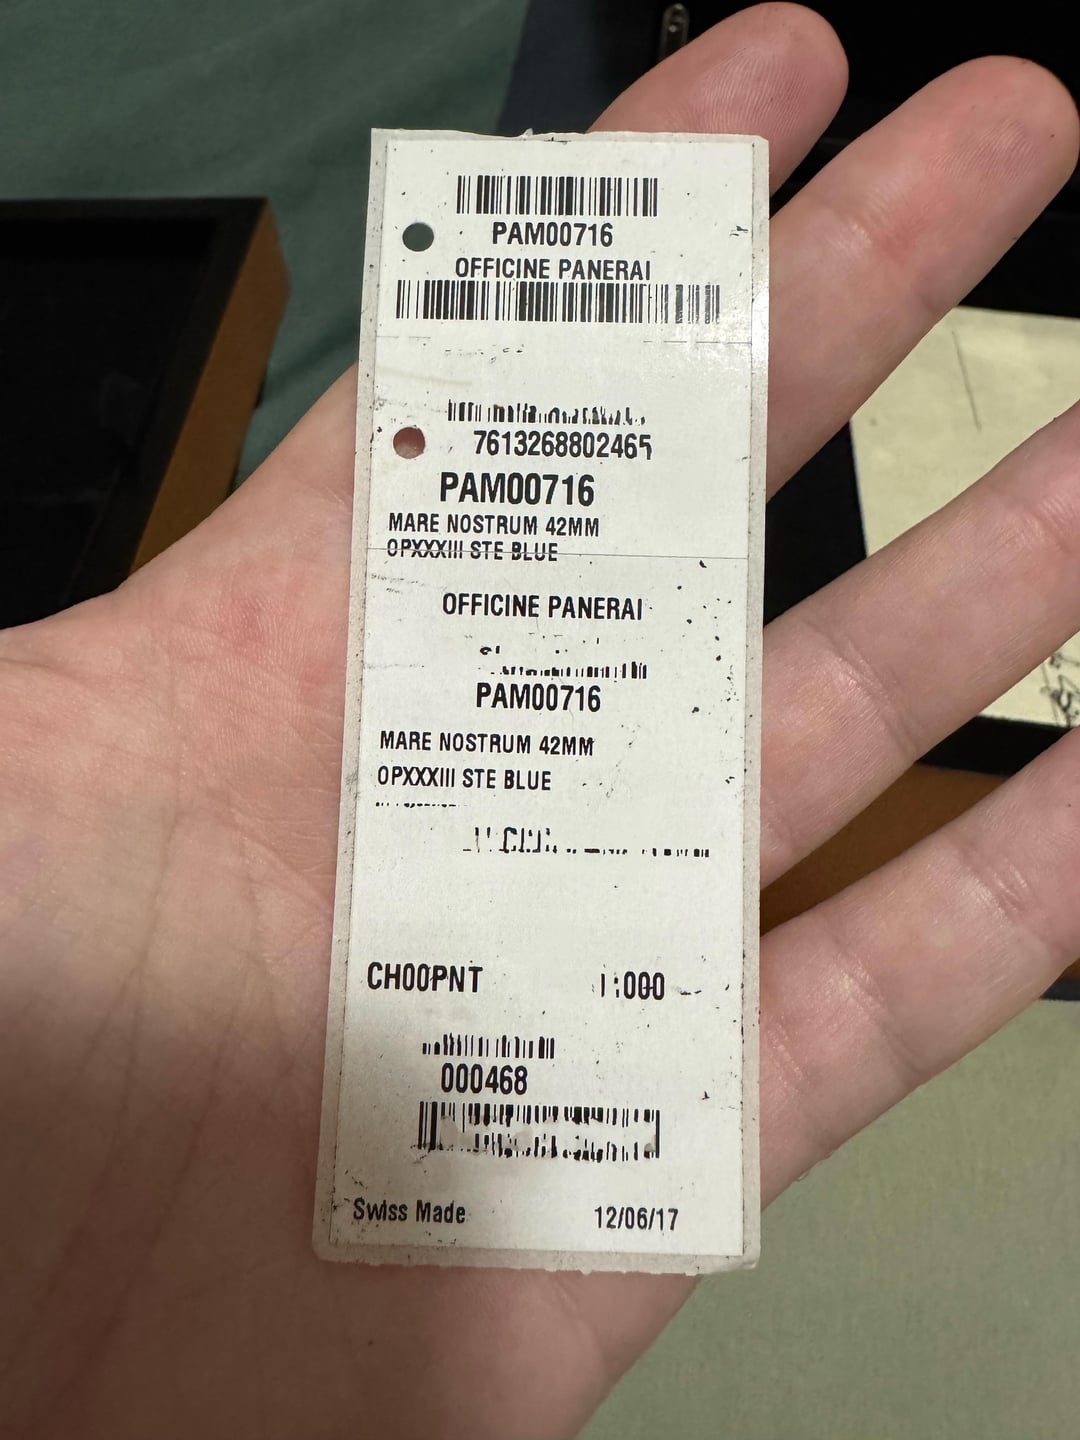 PAM00716
OFFICINE PANERAI
7613268802465
PAM00716
MARE NOSTRUM 42MM
OPXXXIII STE BLUE
OFFICINE PANERAI
PAM00716
MARE NOSTRUM 42MM
OPXXXIII STE BLUE
CH00PNT
000468
Swiss Made 12/06/17